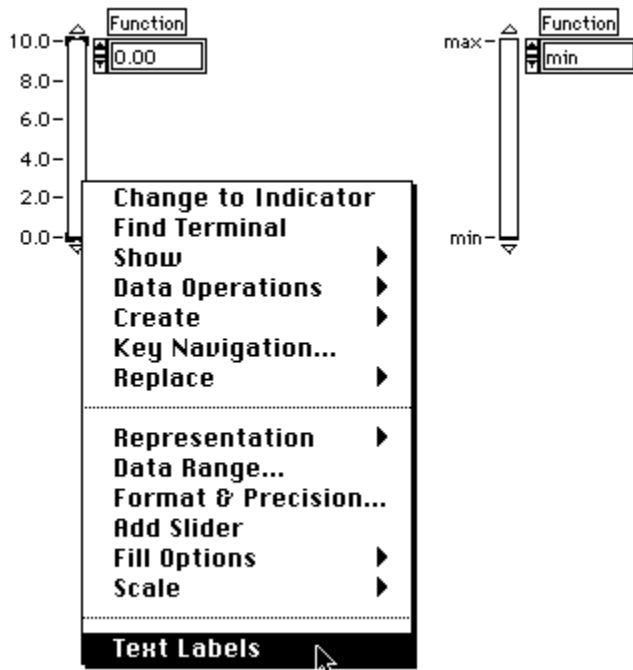 Function
10.0
0.00
8.0
6.0
4.0
2.0
0.0
Function
max
min
min
Change to Indicator
Find Terminal
Show
Data Operations
Create
Key Navigation...
Replace
Representation
Data Range...
Format & Precision...
Add Slider
Fill Options
Scale
Text Labels